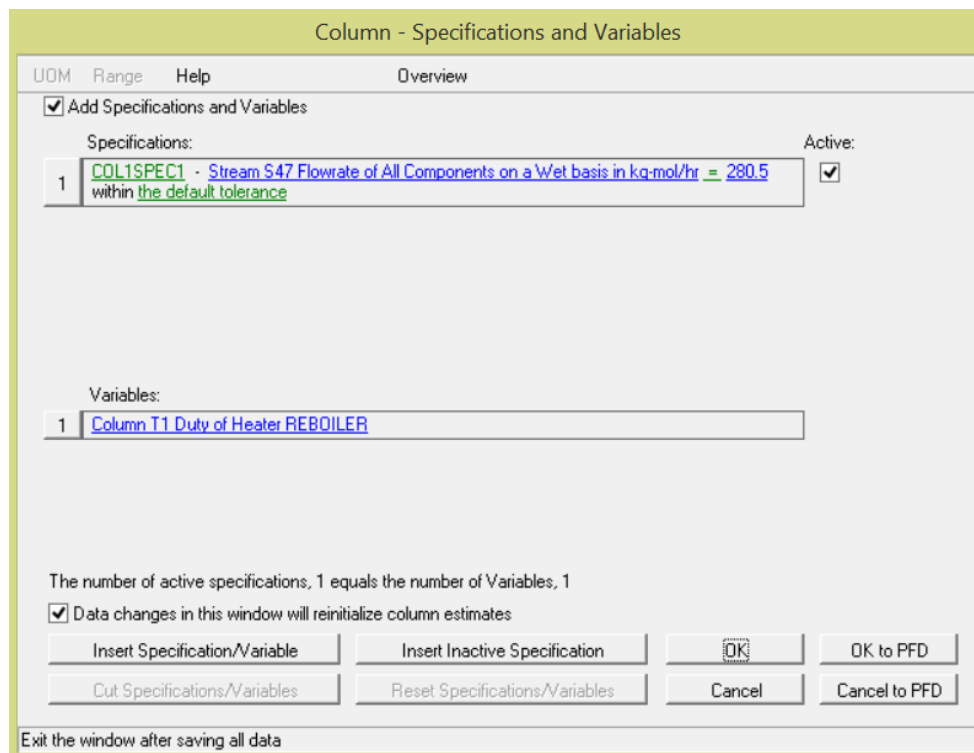 Column - Specifications and Variables
UOM Range Help Overview
Add Specifications and Variables
Specifications: Active:
1 COL1SPEC1 - Stream S47 Flowrate of All Components on a Wet basis in kg-mol/hr = 280.5
within the default tolerance
Variables:
1 Column T1 Duty of Heater REBOILER
The number of active specifications, 1 equals the number of Variables, 1
Data changes in this window will reinitialize column estimates
Insert Specification/Variable Insert Inactive Specification OK OK to PFD
Cut Specifications/Variables Reset Specifications/Variables Cancel Cancel to PFD
Exit the window after saving all data